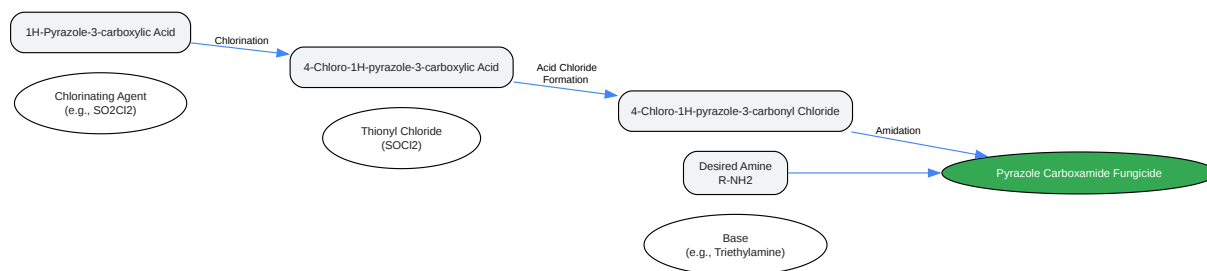 1H-Pyrazole-3-carboxylic Acid
Chlorination
4-Chloro-1H-pyrazole-3-carboxylic Acid
Acid Chloride
Formation
Chlorinating Agent
(e.g., SO2Cl2)
Thionyl Chloride
(SOCl2)
4-Chloro-1H-pyrazole-3-carbonyl Chloride
Amidation
Desired Amine
R-NH2
Pyrazole Carboxamide Fungicide
Base
(e.g., Triethylamine)